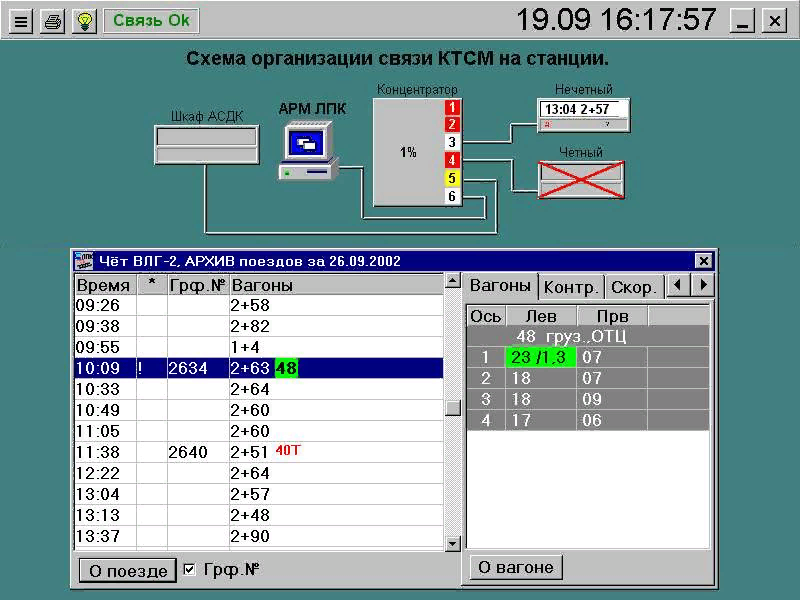 Связь Ok
19.09 16:17:57
Схема организации связи КТСМ на станции.
Шкаф АСДК
АРМ ЛПК
Концентратор
1%
1
2
3
4
5
6
Нечетный
13:04 2+57
Четный
Чёт ВЛГ-2, АРХИВ поездов за 26.09.2002
Время * Грф.№ Вагоны
09:26 2+58
09:38 2+82
09:55 1+4
10:09 ! 2634 2+63 48
10:33 2+64
10:49 2+60
11:05 2+60
11:38 2640 2+51 40Т
12:22 2+64
13:04 2+57
13:13 2+48
13:37 2+90
О поезде Грф.№
Вагоны Контр. Скор.
Ось Лев Прв
48 груз.,ОТЦ
1 23 /1.3 07
2 18 07
3 18 09
4 17 06
О вагоне